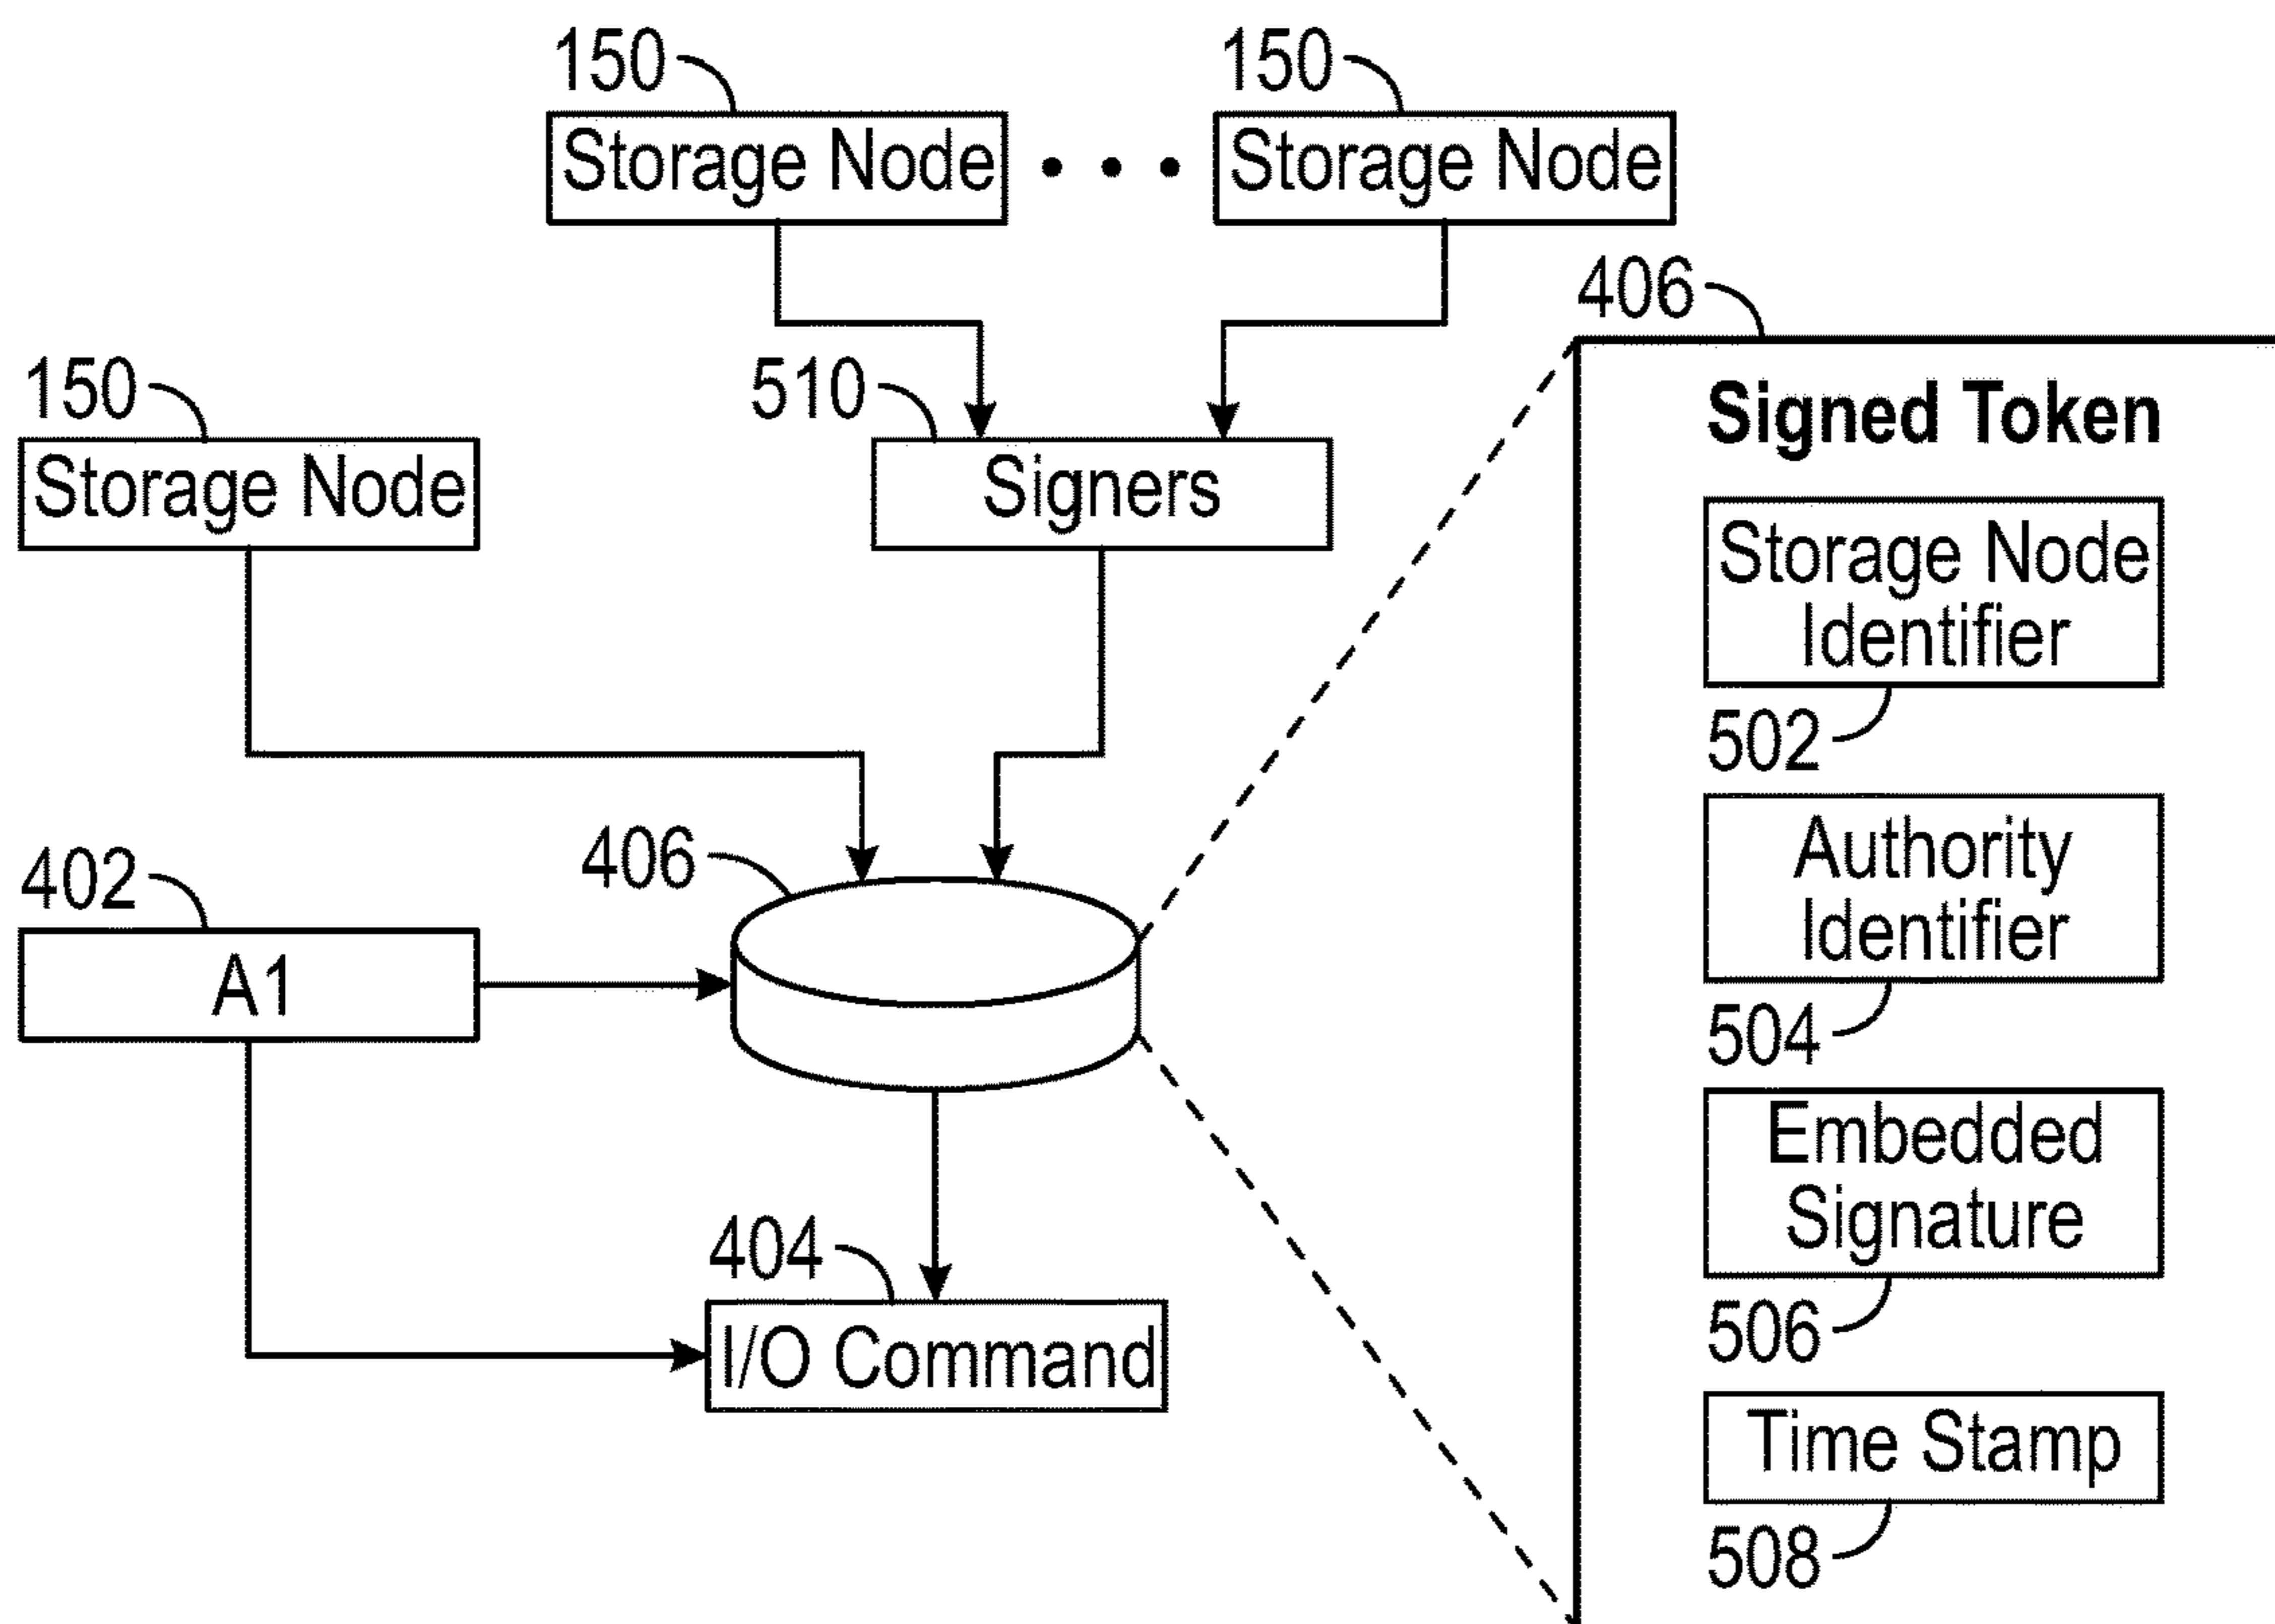 150
150
Storage Node
Storage Node
406
150
510
Signed Token
Storage Node
Signers
Storage Node
Identifier
502
402
406
Authority
Identifier
A1
504
Embedded
Signature
404
506
I/O Command
Time Stamp
508